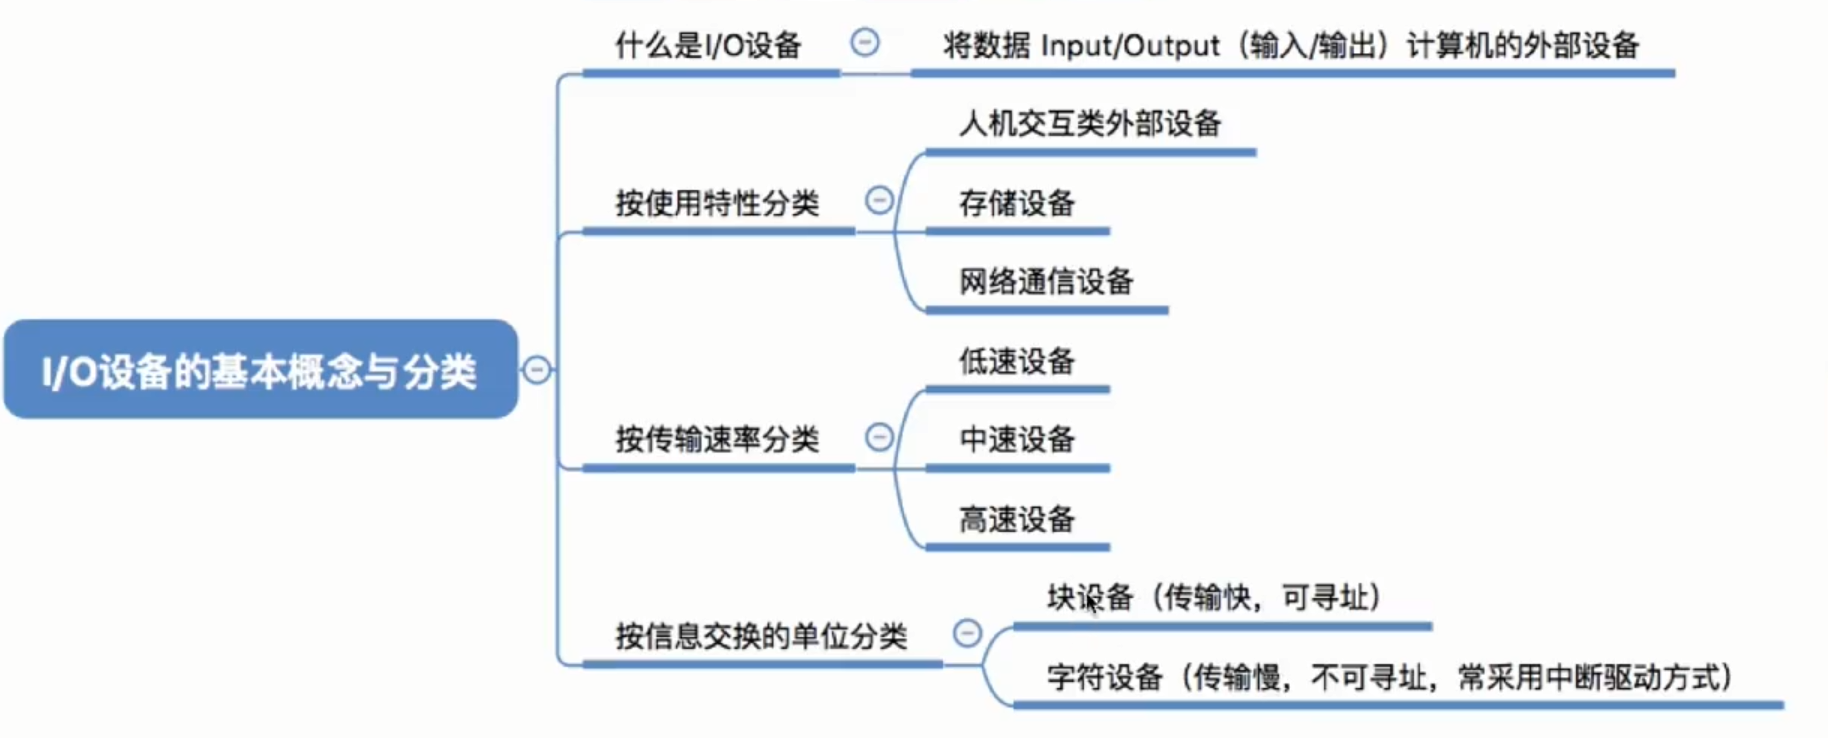 什么是I/O设备
将数据 Input/Output（输入/输出）计算机的外部设备
人机交互类外部设备
按使用特性分类
存储设备
网络通信设备
I/O设备的基本概念与分类
低速设备
按传输速率分类
中速设备
高速设备
块设备（传输快，可寻址）
按信息交换的单位分类
字符设备（传输慢，不可寻址，常采用中断驱动方式）